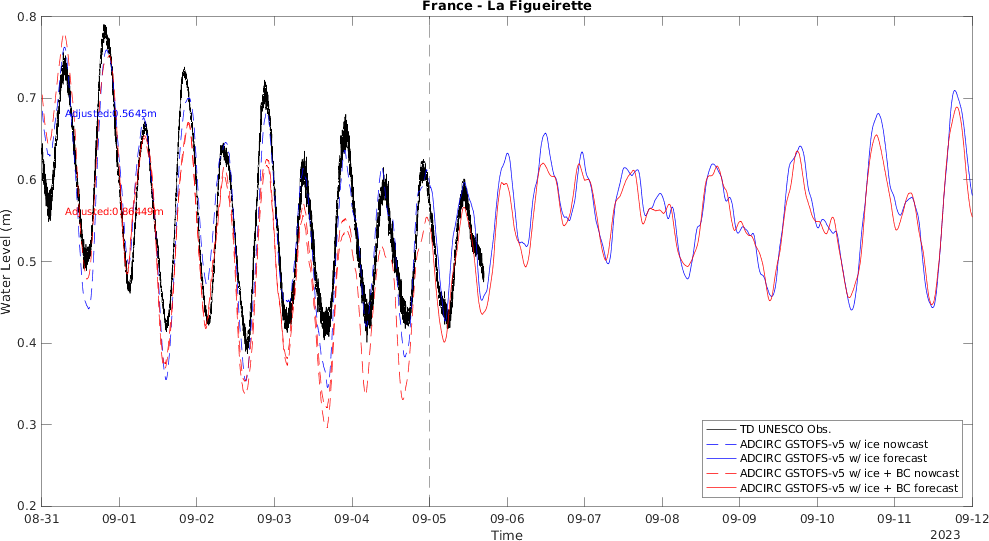 France - La Figueirette
Water Level (m)
0.8
0.7
0.6
0.5
0.4
0.3
0.2
Adjusted:0.5645m
Adjusted:0.86449m
TD UNESCO Obs.
ADCIRC GSTOFS-v5 w/ ice nowcast
ADCIRC GSTOFS-v5 w/ ice forecast
ADCIRC GSTOFS-v5 w/ ice + BC nowcast
ADCIRC GSTOFS-v5 w/ ice + BC forecast
08-31 09-01 09-02 09-03 09-04 09-05 09-06 09-07 09-08 09-09 09-10 09-11 09-12
Time
2023